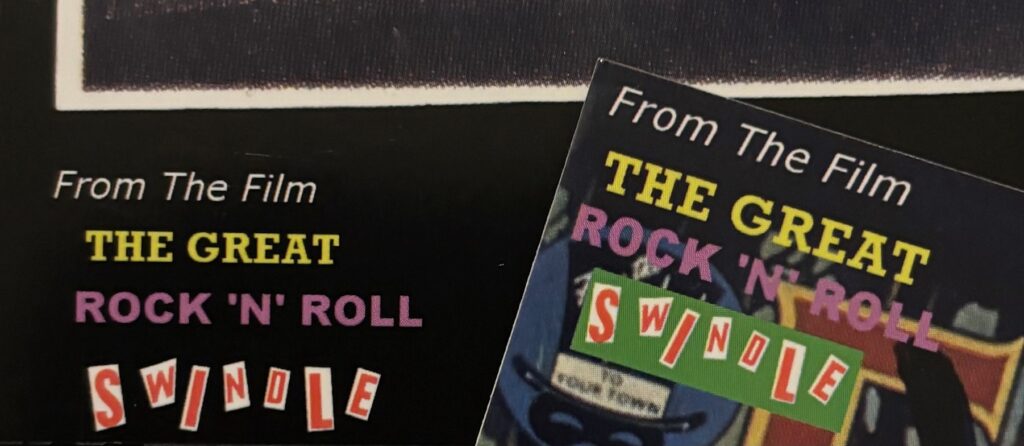 From The Film
THE GREAT
ROCK 'N' ROLL
SWINDLE
From The Film
THE GREAT
ROCK 'N' ROLL
SWINDLE
TO
YOUR TOWN